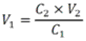 V₁ = (C₂ × V₂) / C₁